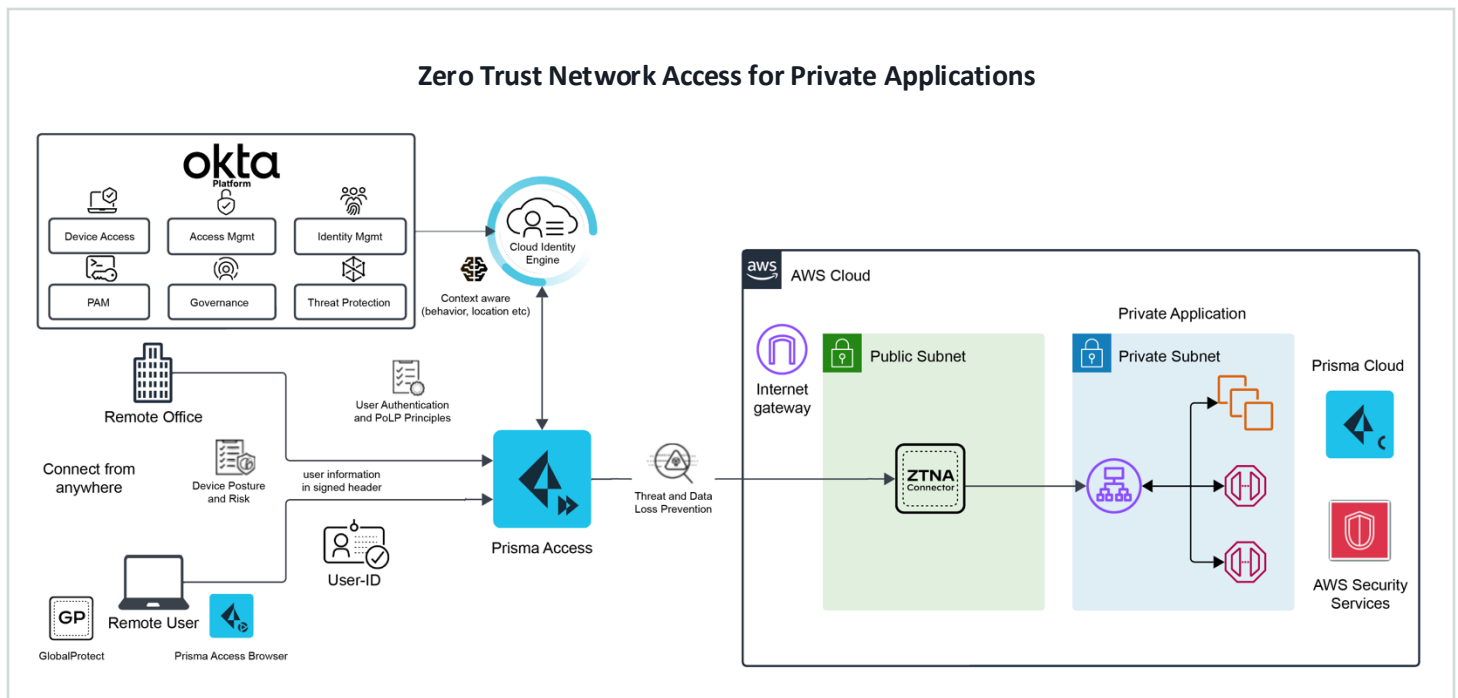 Zero Trust Network Access for Private Applications
okta
Platform
Device Access
Access Mgmt
Identity Mgmt
PAM
Governance
Threat Protection
Cloud Identity
Engine
Context aware
(behavior, location etc)
Remote Office
User Authentication
and PoLP Principles
Connect from
anywhere
Device Posture
and Risk
user information
in signed header
User-ID
GP
GlobalProtect
Remote User
Prisma Access Browser
Prisma Access
Threat and Data
Loss Prevention
aws
AWS Cloud
Internet
gateway
Public Subnet
ZTNA
Connector
Private Application
Private Subnet
Prisma Cloud
AWS Security
Services